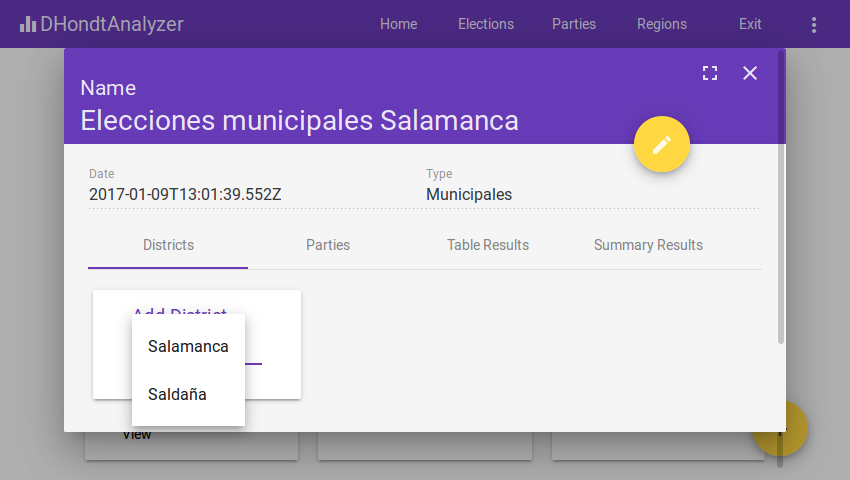 DHondtAnalyzer
Home Elections Parties Regions Exit
Name
Elecciones municipales Salamanca
Date Type
2017-01-09T13:01:39.552Z Municipales
Districts Parties Table Results Summary Results
Add District
Salamanca
Saldaña
View